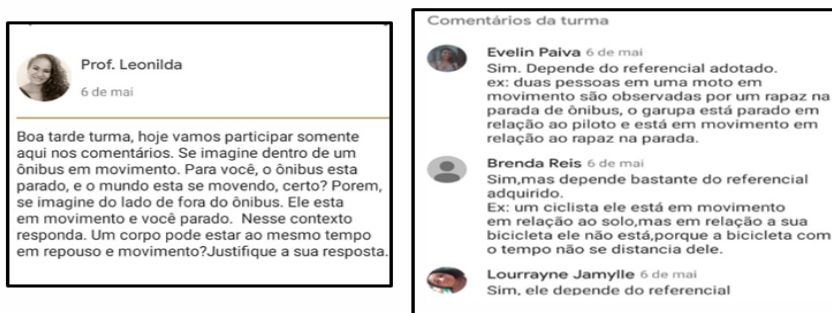 Prof. Leonilda
6 de mai
Boa tarde turma, hoje vamos participar somente
aqui nos comentários. Se imagine dentro de um
ônibus em movimento. Para você, o ônibus esta
parado, e o mundo esta se movendo, certo? Porem,
se imagine do lado de fora do ônibus. Ele esta
em movimento e você parado. Nesse contexto
responda. Um corpo pode estar ao mesmo tempo
em repouso e movimento?Justifique a sua resposta.
Comentários da turma
Evelin Paiva 6 de mai
Sim. Depende do referencial adotado.
ex: duas pessoas em uma moto em
movimento são observadas por um rapaz na
parada de ônibus, o garupa está parado em
relação ao piloto e está em movimento em
relação ao rapaz na parada.
Brenda Reis 6 de mai
Sim,mas depende bastante do referencial
adquirido.
Ex: um ciclista ele está em movimento
em relação ao solo,mas em relação a sua
bicicleta ele não está,porque a bicicleta com
o tempo não se distancia dele.
Lourrayne Jamylle 6 de mai
Sim, ele depende do referencial